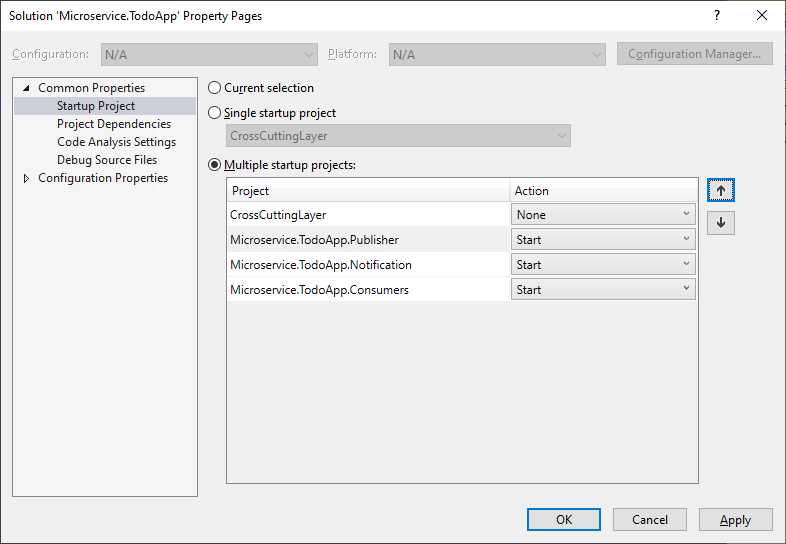 Solution 'Microservice.TodoApp' Property Pages
?
Configuration: N/A Platform: N/A Configuration Manager...
Common Properties
Startup Project
Project Dependencies
Code Analysis Settings
Debug Source Files
Configuration Properties
Current selection
Single startup project
CrossCuttingLayer
Multiple startup projects:
Project Action
CrossCuttingLayer None
Microservice.TodoApp.Publisher Start
Microservice.TodoApp.Notification Start
Microservice.TodoApp.Consumers Start
OK Cancel Apply